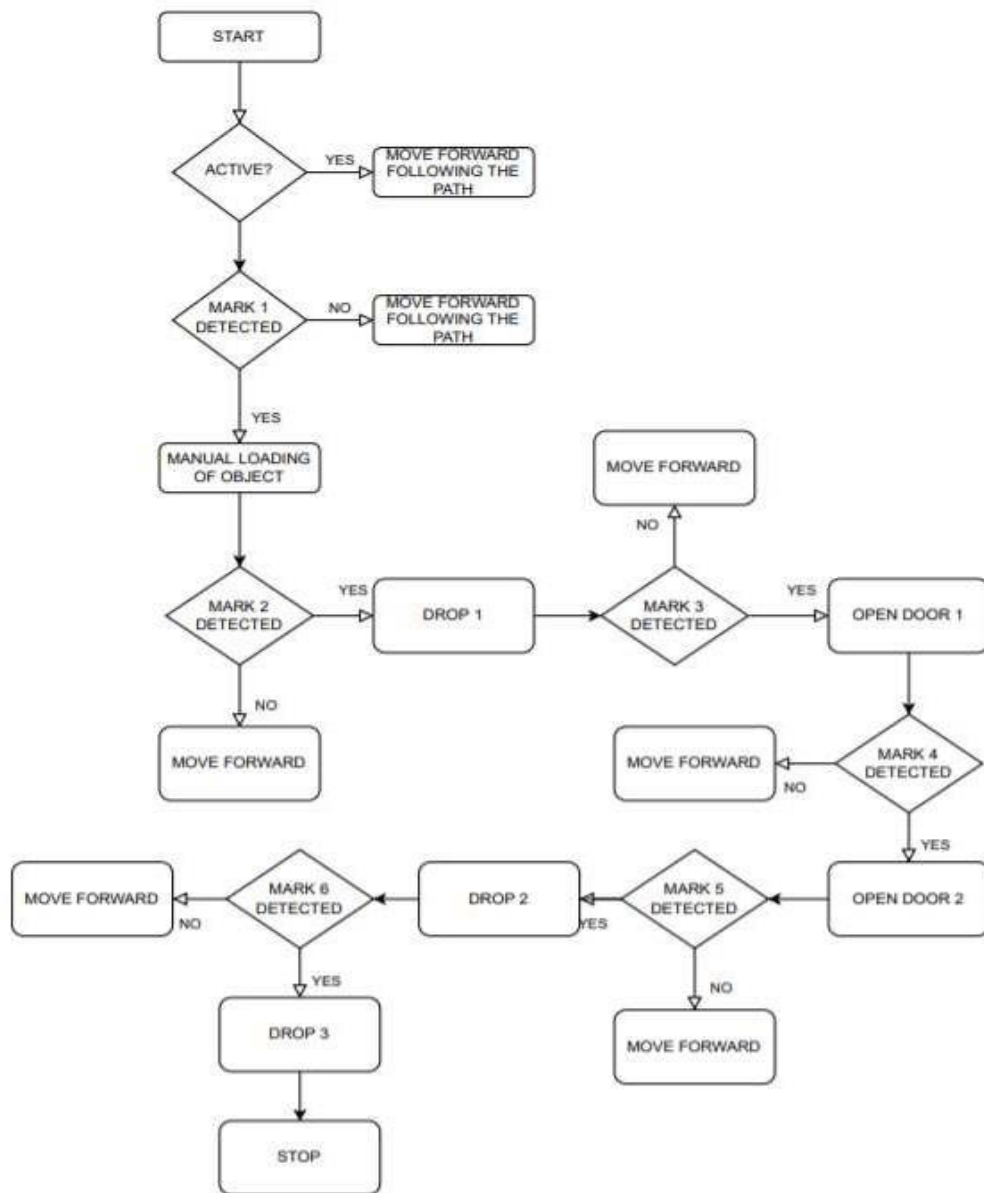 START
ACTIVE?
YES
MOVE FORWARD
FOLLOWING THE
PATH
MARK 1
DETECTED
NO
MOVE FORWARD
FOLLOWING THE
PATH
YES
MANUAL LOADING
OF OBJECT
MARK 2
DETECTED
YES
DROP 1
NO
MOVE FORWARD
MARK 3
DETECTED
NO
MOVE FORWARD
YES
OPEN DOOR 1
MARK 4
DETECTED
NO
MOVE FORWARD
YES
OPEN DOOR 2
MARK 5
DETECTED
NO
MOVE FORWARD
YES
DROP 2
MARK 6
DETECTED
NO
MOVE FORWARD
YES
DROP 3
STOP